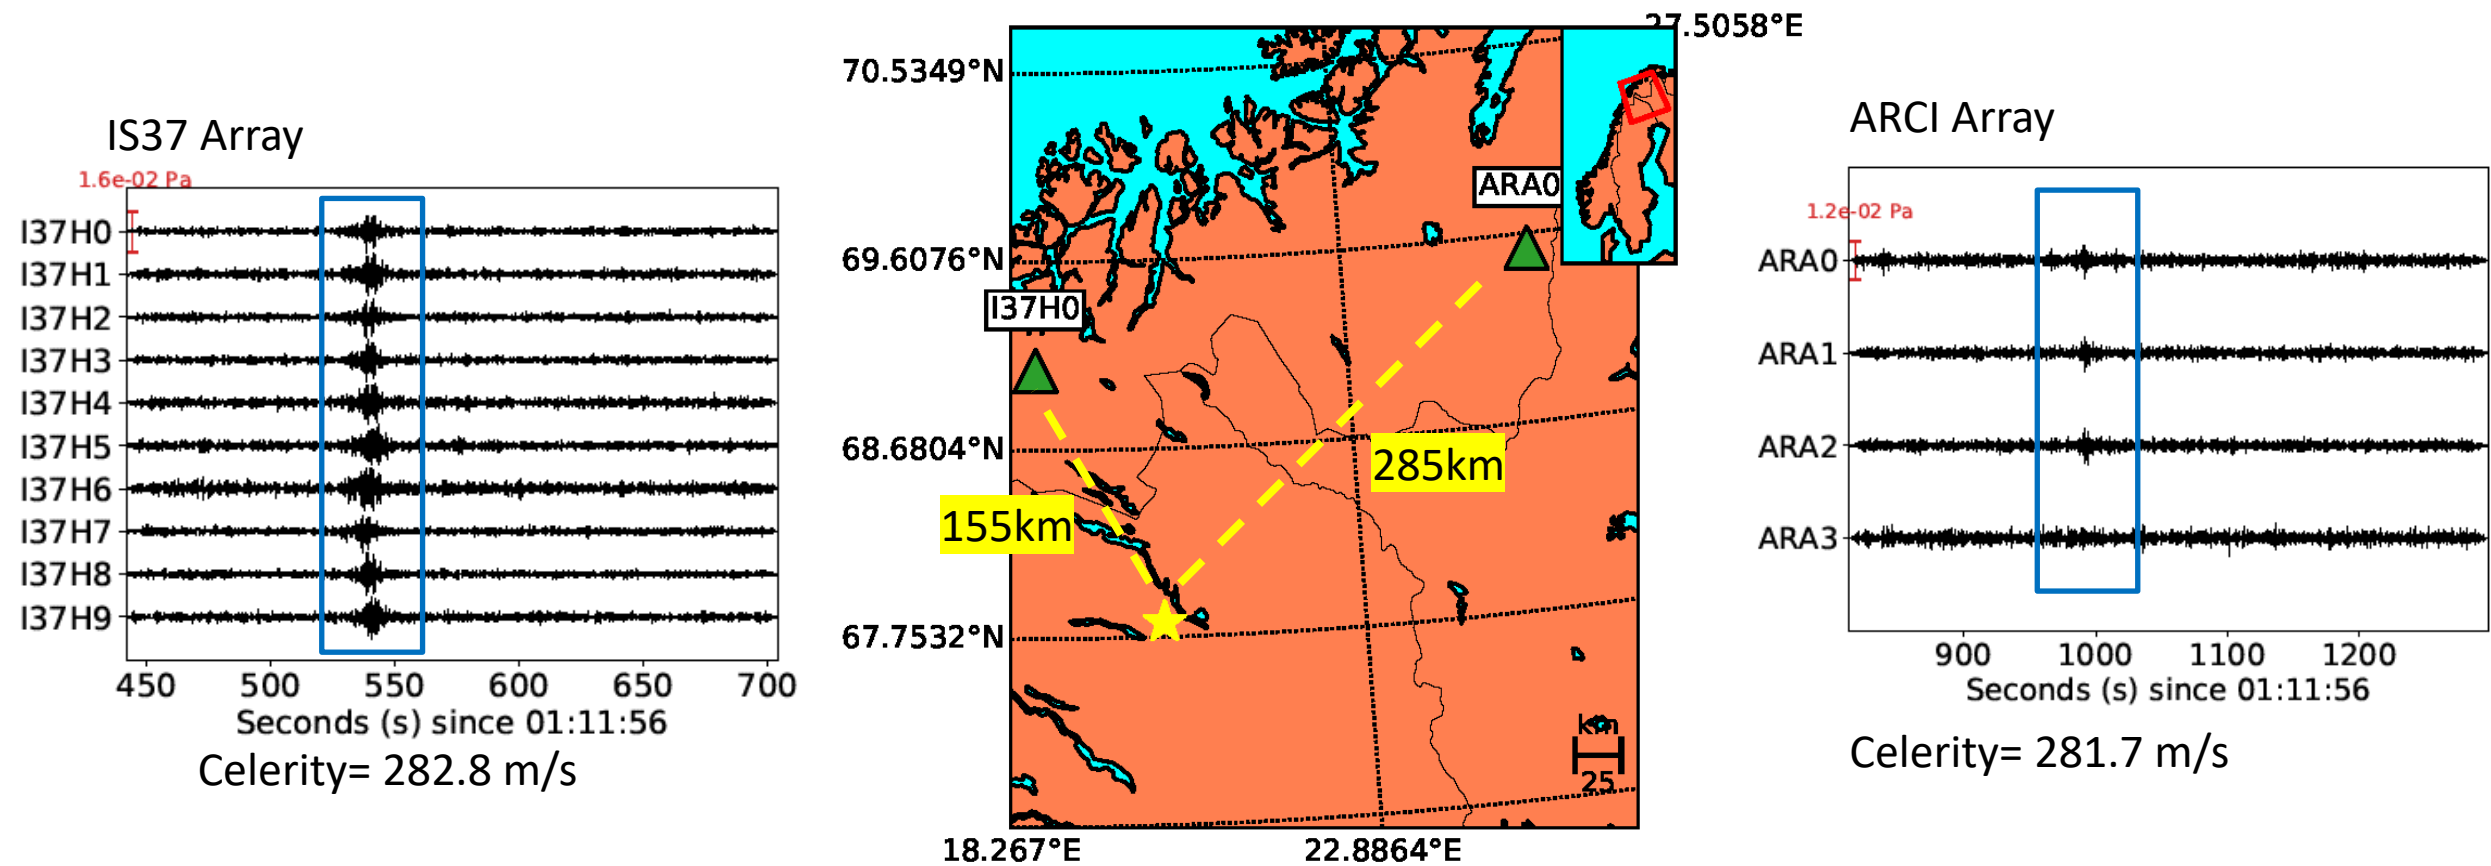 IS37 Array
1.6e-02 Pa
I37H0
I37H1
I37H2
I37H3
I37H4
I37H5
I37H6
I37H7
I37H8
I37H9
450 500 550 600 650 700
Seconds (s) since 01:11:56
Celerity= 282.8 m/s
27.5058°E
70.5349°N
69.6076°N
68.6804°N
67.7532°N
ARA0
I37H0
285km
155km
km
25
18.267°E
22.8864°E
ARCI Array
1.2e-02 Pa
ARA0
ARA1
ARA2
ARA3
900 1000 1100 1200
Seconds (s) since 01:11:56
Celerity= 281.7 m/s